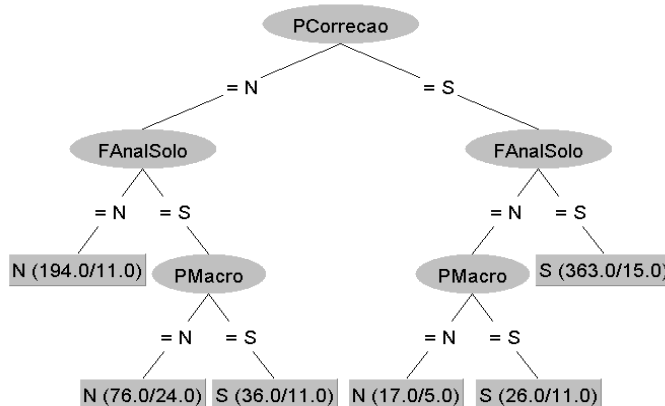 PCorrecao
= N
= S
FAnalSolo
FAnalSolo
= N
= S
= N
= S
N (194.0/11.0)
PMacro
PMacro
S (363.0/15.0)
= N
= S
= N
= S
N (76.0/24.0)
S (36.0/11.0)
N (17.0/5.0)
S (26.0/11.0)